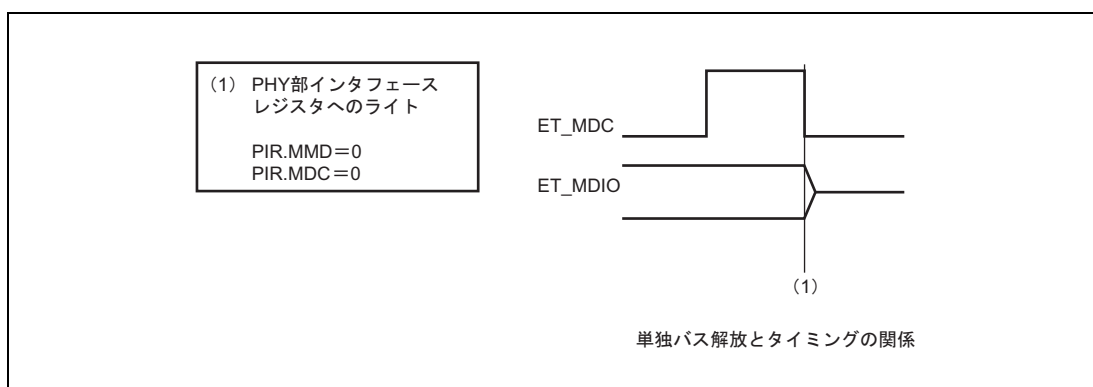 (1) PHY部インタフェース
レジスタへのライト
PIR.MMD=0
PIR.MDC=0
ET_MDC
ET_MDIO
(1)
単独バス解放とタイミングの関係